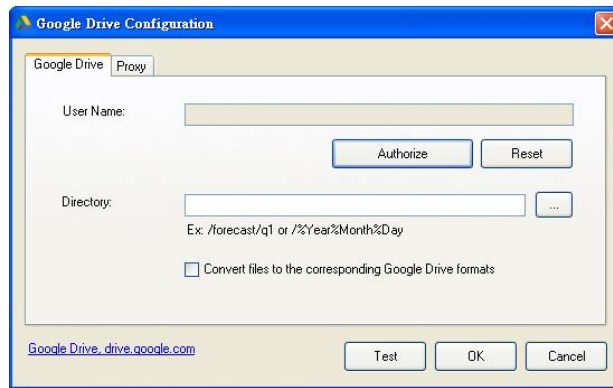 Google Drive Configuration
Google Drive Proxy
User Name:
Authorize Reset
Directory: ...
Ex: /forecast/q1 or /%Year%Month%Day
Convert files to the corresponding Google Drive formats
Google Drive, drive.google.com Test OK Cancel